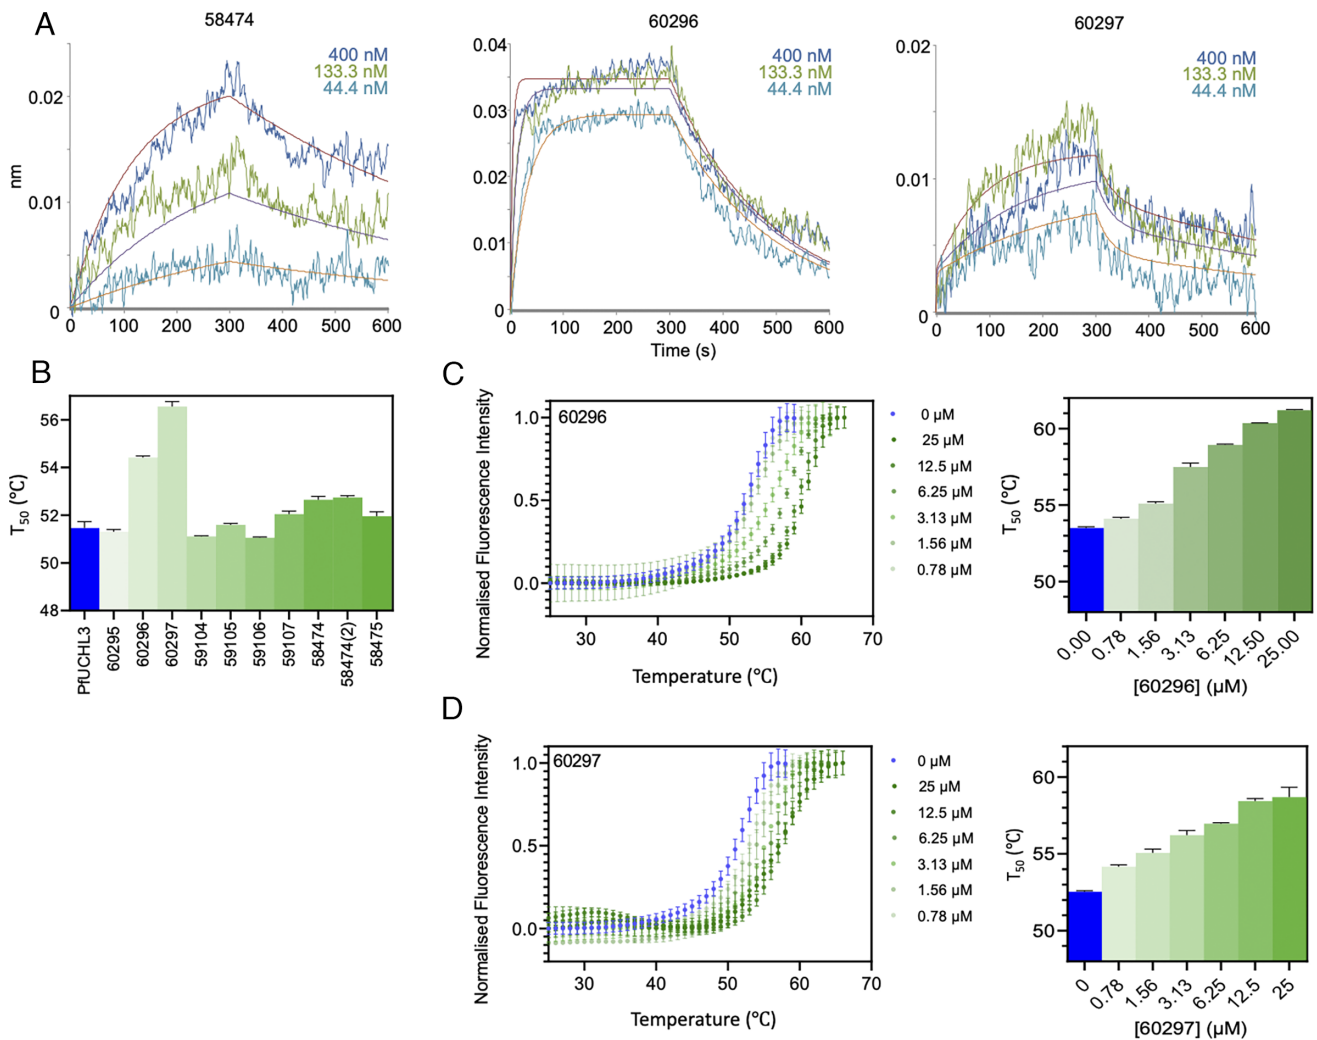 A
58474
400 nM
133.3 nM
44.4 nM
nm
0.02
0.01
0
0 100 200 300 400 500 600
60296
400 nM
133.3 nM
44.4 nM
0.04
0.03
0.02
0.01
0
0 100 200 300 400 500 600
Time (s)
60297
400 nM
133.3 nM
44.4 nM
0.02
0.01
0
0 100 200 300 400 500 600
B
T50 (°C)
56
54
52
50
48
PfUCHL3
60295
60296
60297
59104
59105
59106
59107
58474
58474(2)
58475
C
Normalised Fluorescence Intensity
60296
1.0
0.5
0.0
30 40 50 60 70
Temperature (°C)
0 µM
25 µM
12.5 µM
6.25 µM
3.13 µM
1.56 µM
0.78 µM
T50 (°C)
60
55
50
0.00 0.78 1.56 3.13 6.25 12.50 25.00
[60296] (µM)
D
Normalised Fluorescence Intensity
60297
1.0
0.5
0.0
30 40 50 60 70
Temperature (°C)
0 µM
25 µM
12.5 µM
6.25 µM
3.13 µM
1.56 µM
0.78 µM
T50 (°C)
60
55
50
0 0.78 1.56 3.13 6.25 12.5 25
[60297] (µM)